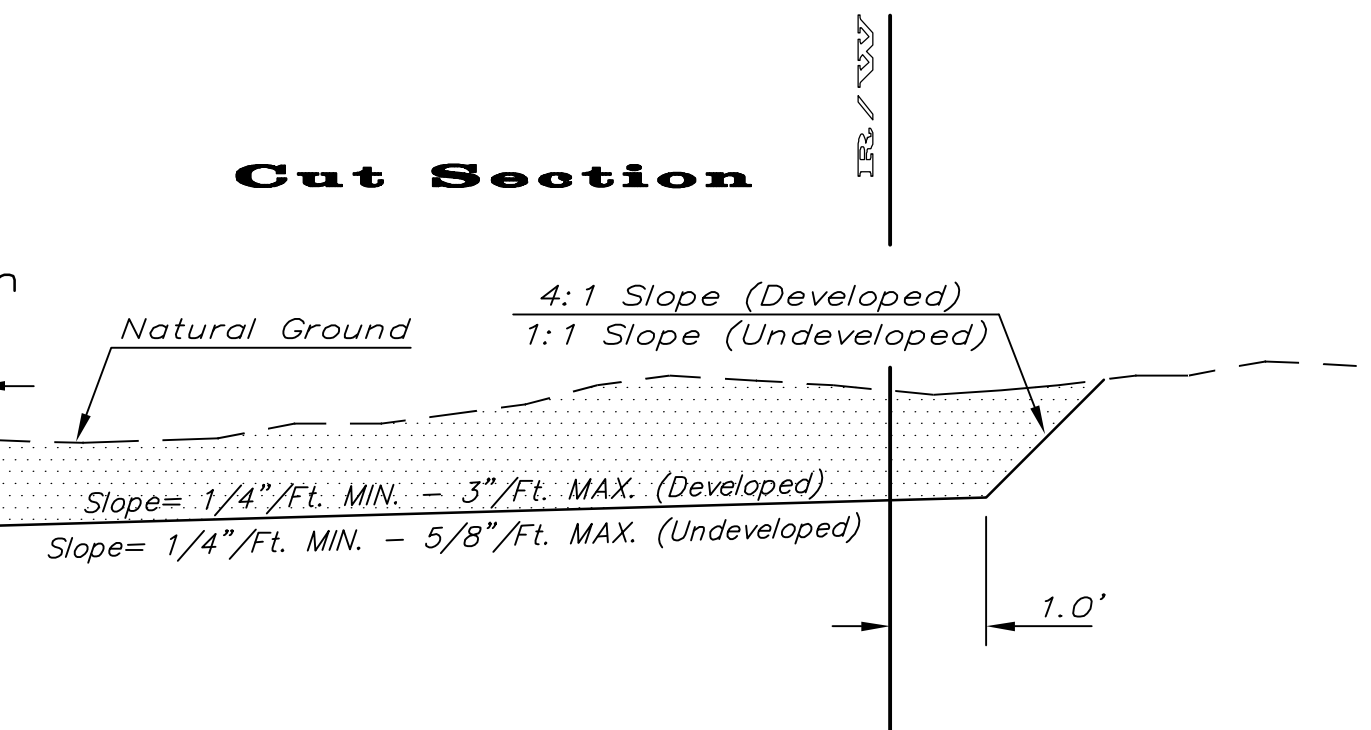 R/W
Cut Section
n
4:1 Slope (Developed)
1:1 Slope (Undeveloped)
Natural Ground
Slope= 1/4"/Ft. MIN. - 3"/Ft. MAX. (Developed)
Slope= 1/4"/Ft. MIN. - 5/8"/Ft. MAX. (Undeveloped)
1.0'